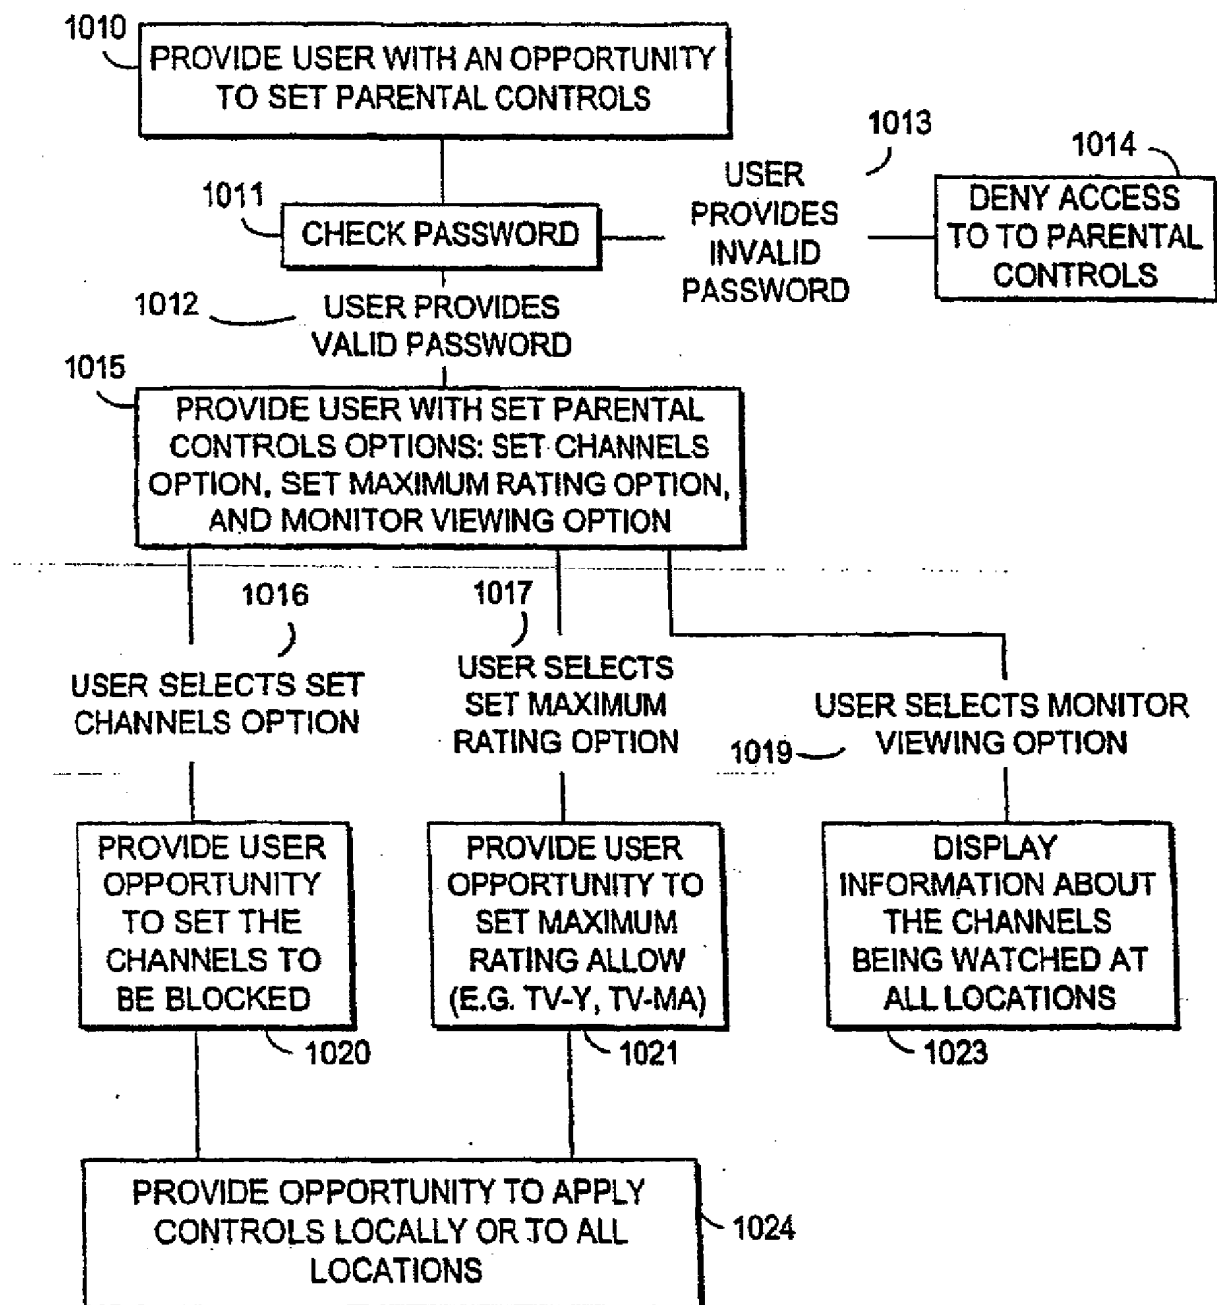 1010
PROVIDE USER WITH AN OPPORTUNITY
TO SET PARENTAL CONTROLS
1011
CHECK PASSWORD
1013
USER
PROVIDES
INVALID
PASSWORD
1014
DENY ACCESS
TO TO PARENTAL
CONTROLS
1012
USER PROVIDES
VALID PASSWORD
1015
PROVIDE USER WITH SET PARENTAL
CONTROLS OPTIONS: SET CHANNELS
OPTION, SET MAXIMUM RATING OPTION,
AND MONITOR VIEWING OPTION
1016
USER SELECTS SET
CHANNELS OPTION
1017
USER SELECTS
SET MAXIMUM
RATING OPTION
USER SELECTS MONITOR
VIEWING OPTION
1019
PROVIDE USER
OPPORTUNITY
TO SET THE
CHANNELS TO
BE BLOCKED
1020
PROVIDE USER
OPPORTUNITY TO
SET MAXIMUM
RATING ALLOW
(E.G. TV-Y, TV-MA)
1021
DISPLAY
INFORMATION ABOUT
THE CHANNELS
BEING WATCHED AT
ALL LOCATIONS
1023
PROVIDE OPPORTUNITY TO APPLY
CONTROLS LOCALLY OR TO ALL
LOCATIONS
1024